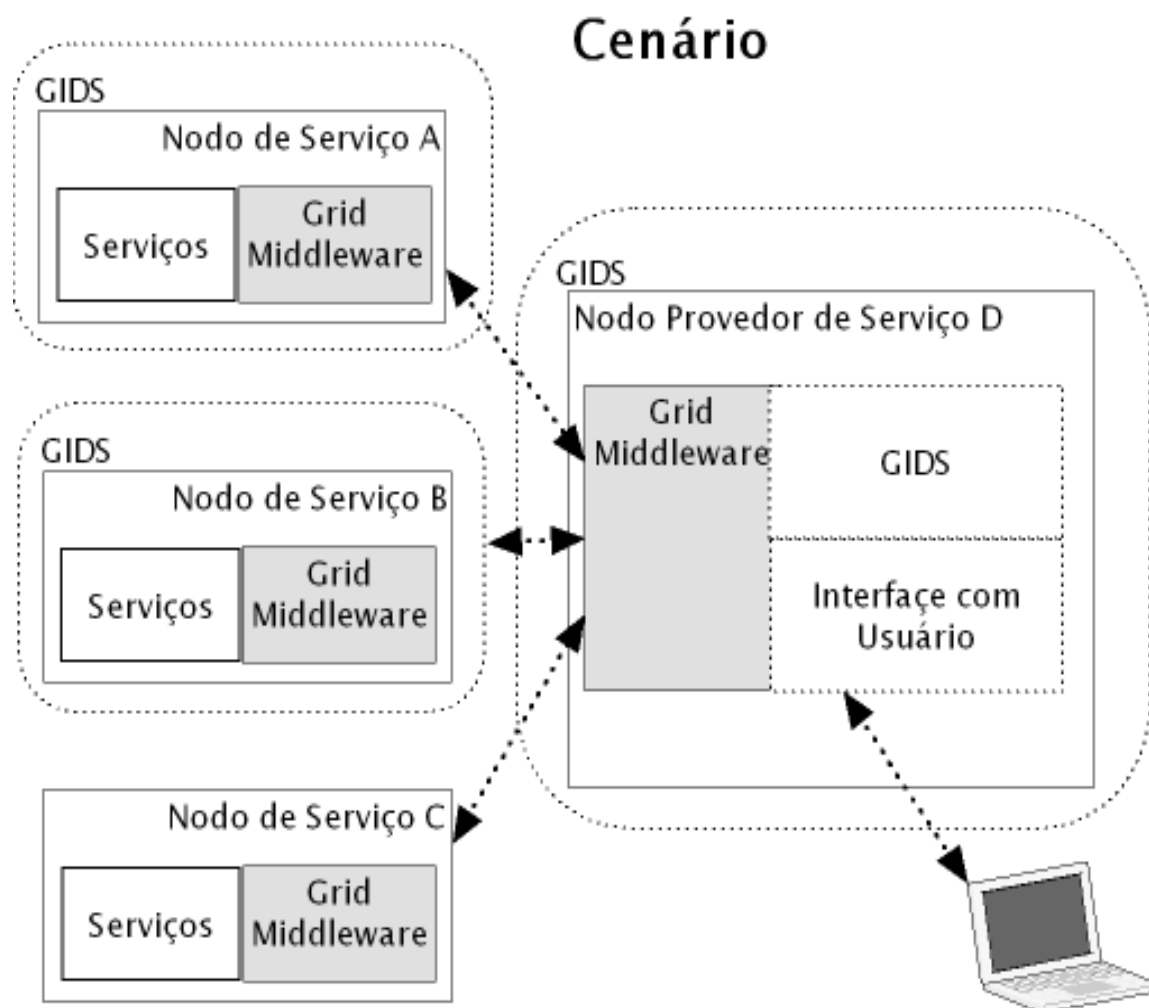 Cenário
GIDS
Nodo de Serviço A
Serviços
Grid
Middleware
GIDS
Nodo de Serviço B
Serviços
Grid
Middleware
Nodo de Serviço C
Serviços
Grid
Middleware
GIDS
Nodo Provedor de Serviço D
Grid
Middleware
GIDS
Interfaçe com
Usuário